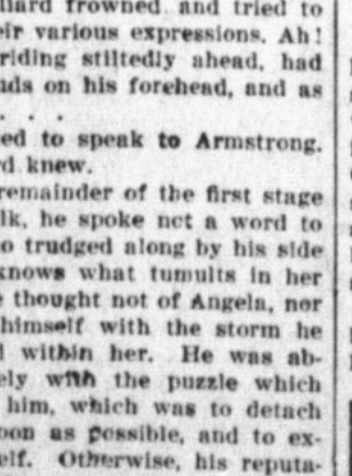 llard frowned and tried to
eir various expressions. Ah!
riding stiltedly ahead, had
nds on his forehead, and as
. . .
ed to speak to Armstrong.
rd knew.
remainder of the first stage
lk, he spoke not a word to
o trudged along by his side
knows what tumults in her
e thought not of Angela, nor
himself with the storm he
d within her. He was ab-
ely with the puzzle which
him, which was to detach
oon as possible, and to ex-
self. Otherwise, his reputa-